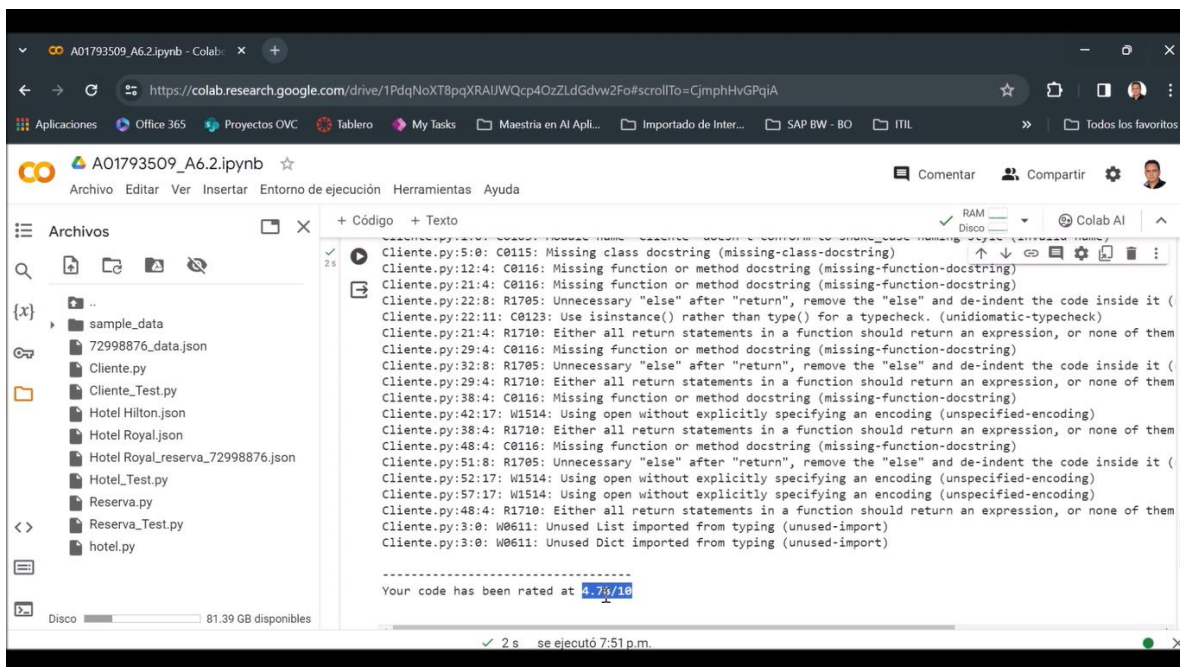 A01793509_A6.2.ipynb - Colab
https://colab.research.google.com/drive/1PdqNoXT8pqXRAIJWQcp4OzZLdGdvw2Fo#scrollTo=CjmphHvGPqiA
Aplicaciones Office 365 Proyectos OVC Tablero My Tasks Maestria en AI Apli... Importado de Inter... SAP BW - BO ITIL » Todos los favoritos
CO A01793509_A6.2.ipynb
Comentar Compartir
Archivo Editar Ver Insertar Entorno de ejecución Herramientas Ayuda
+ Código + Texto
RAM
Disco
Colab AI
Archivos
..
sample_data
72998876_data.json
Cliente.py
Cliente_Test.py
Hotel Hilton.json
Hotel Royal.json
Hotel Royal_reserva_72998876.json
Hotel_Test.py
Reserva.py
Reserva_Test.py
hotel.py
{x}
<>
Disco 81.39 GB disponibles
2 s
Cliente.py:1:0: C0103: Module name "Cliente" doesn't conform to snake_case naming style (invalid-name)
Cliente.py:5:0: C0115: Missing class docstring (missing-class-docstring)
Cliente.py:12:4: C0116: Missing function or method docstring (missing-function-docstring)
Cliente.py:21:4: C0116: Missing function or method docstring (missing-function-docstring)
Cliente.py:22:8: R1705: Unnecessary "else" after "return", remove the "else" and de-indent the code inside it (
Cliente.py:22:11: C0123: Use isinstance() rather than type() for a typecheck. (unidiomatic-typecheck)
Cliente.py:21:4: R1710: Either all return statements in a function should return an expression, or none of them
Cliente.py:29:4: C0116: Missing function or method docstring (missing-function-docstring)
Cliente.py:32:8: R1705: Unnecessary "else" after "return", remove the "else" and de-indent the code inside it (
Cliente.py:29:4: R1710: Either all return statements in a function should return an expression, or none of them
Cliente.py:38:4: C0116: Missing function or method docstring (missing-function-docstring)
Cliente.py:42:17: W1514: Using open without explicitly specifying an encoding (unspecified-encoding)
Cliente.py:38:4: R1710: Either all return statements in a function should return an expression, or none of them
Cliente.py:48:4: C0116: Missing function or method docstring (missing-function-docstring)
Cliente.py:51:8: R1705: Unnecessary "else" after "return", remove the "else" and de-indent the code inside it (
Cliente.py:52:17: W1514: Using open without explicitly specifying an encoding (unspecified-encoding)
Cliente.py:57:17: W1514: Using open without explicitly specifying an encoding (unspecified-encoding)
Cliente.py:48:4: R1710: Either all return statements in a function should return an expression, or none of them
Cliente.py:3:0: W0611: Unused List imported from typing (unused-import)
Cliente.py:3:0: W0611: Unused Dict imported from typing (unused-import)
-----------------------------------
Your code has been rated at
2 s se ejecutó 7:51 p.m.